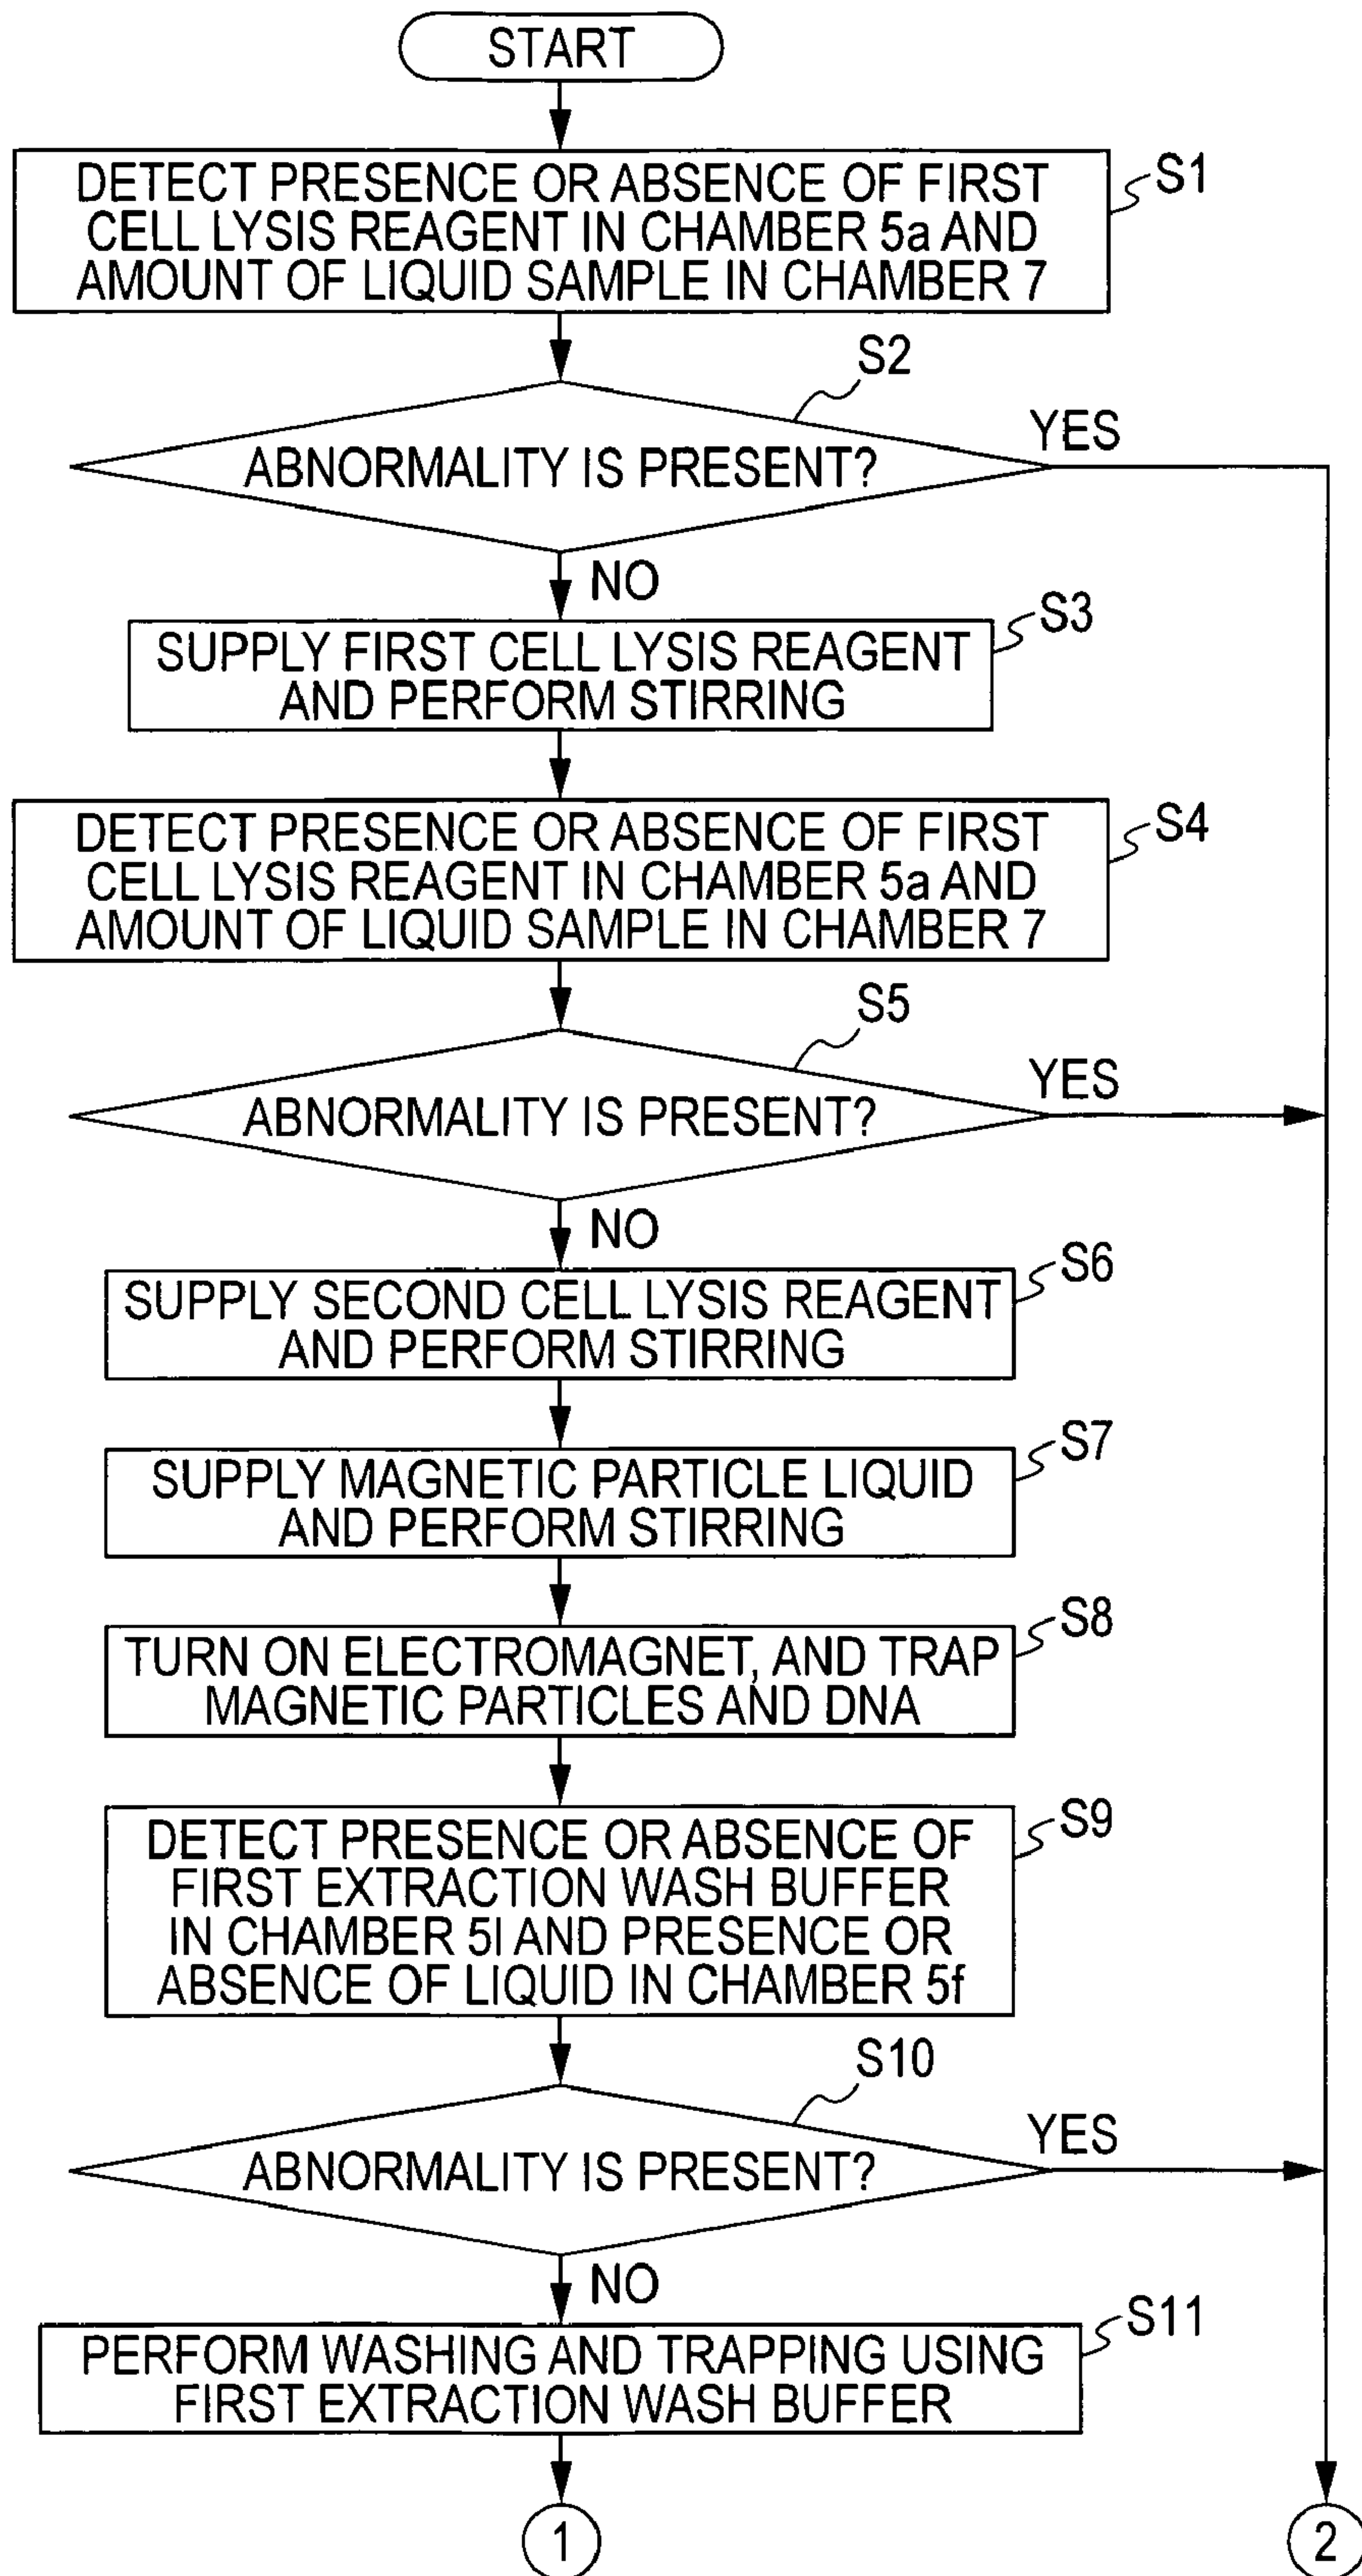 START
DETECT PRESENCE OR ABSENCE OF FIRST
CELL LYSIS REAGENT IN CHAMBER 5a AND
AMOUNT OF LIQUID SAMPLE IN CHAMBER 7
S1
S2
ABNORMALITY IS PRESENT?
YES
NO
SUPPLY FIRST CELL LYSIS REAGENT
AND PERFORM STIRRING
S3
DETECT PRESENCE OR ABSENCE OF FIRST
CELL LYSIS REAGENT IN CHAMBER 5a AND
AMOUNT OF LIQUID SAMPLE IN CHAMBER 7
S4
S5
ABNORMALITY IS PRESENT?
YES
NO
SUPPLY SECOND CELL LYSIS REAGENT
AND PERFORM STIRRING
S6
SUPPLY MAGNETIC PARTICLE LIQUID
AND PERFORM STIRRING
S7
TURN ON ELECTROMAGNET, AND TRAP
MAGNETIC PARTICLES AND DNA
S8
DETECT PRESENCE OR ABSENCE OF
FIRST EXTRACTION WASH BUFFER
IN CHAMBER 5l AND PRESENCE OR
ABSENCE OF LIQUID IN CHAMBER 5f
S9
S10
ABNORMALITY IS PRESENT?
YES
NO
PERFORM WASHING AND TRAPPING USING
FIRST EXTRACTION WASH BUFFER
S11
1
2